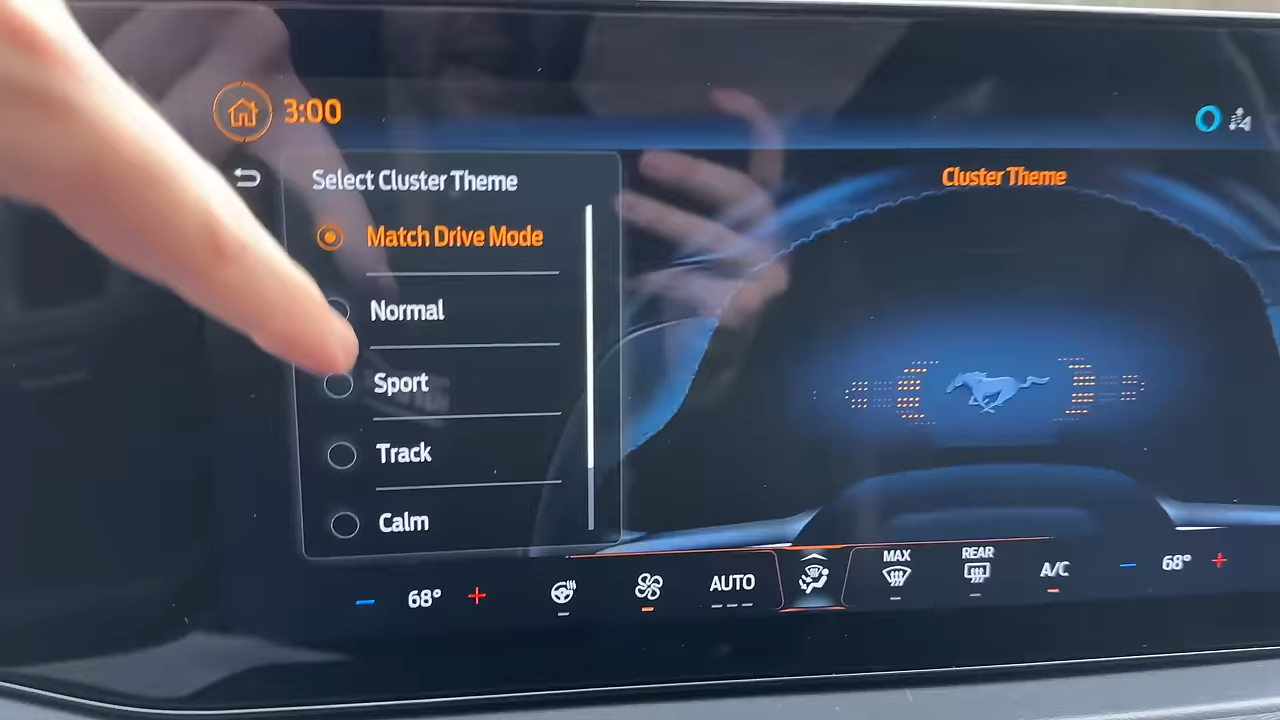 3:00
Select Cluster Theme
Match Drive Mode
Normal
Sport
Track
Calm
Cluster Theme
68°
AUTO
MAX
REAR
A/C
68°